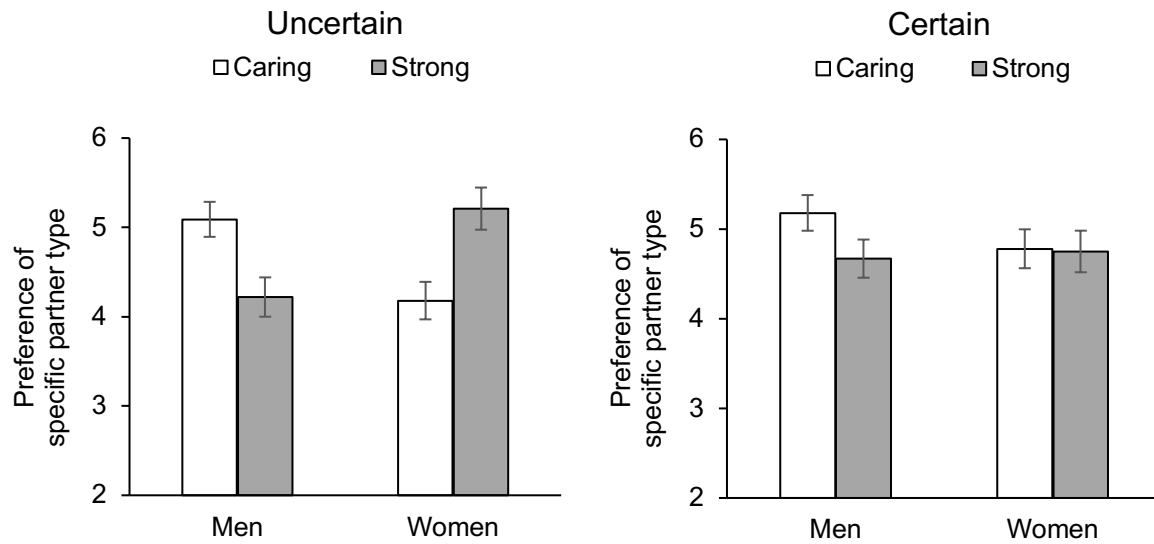 Uncertain
Caring Strong
Preference of
specific partner type
6
5
4
3
2
Men Women
Certain
Caring Strong
Preference of
specific partner type
6
5
4
3
2
Men Women